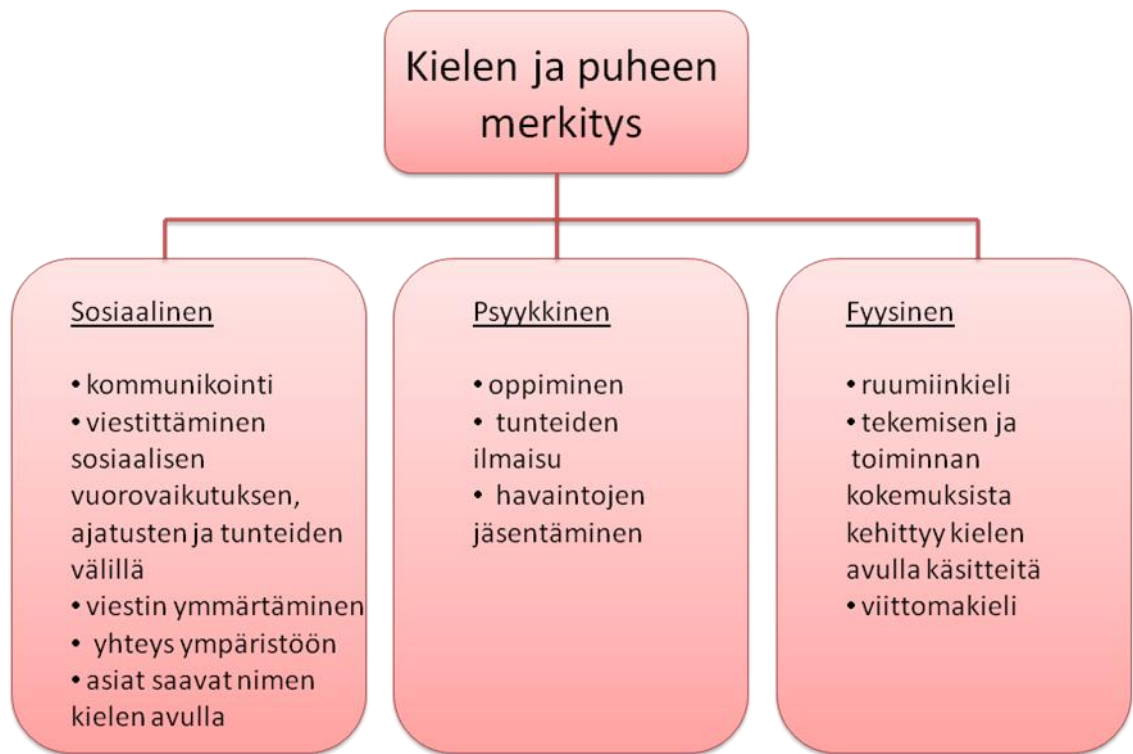 Kielen ja puheen
merkitys
Sosiaalinen
• kommunikointi
• viestittäminen
sosiaalisen
vuorovaikutuksen,
ajatusten ja tunteiden
välillä
• viestin ymmärtäminen
• yhteys ympäristöön
• asiat saavat nimen
kielen avulla
Psyykkinen
• oppiminen
• tunteiden
ilmaisu
• havaintojen
jäsentäminen
Fyysinen
• ruumiinkieli
• tekemisen ja
toiminnan
kokemuksista
kehittyy kielen
avulla käsitteitä
• viittomakieli